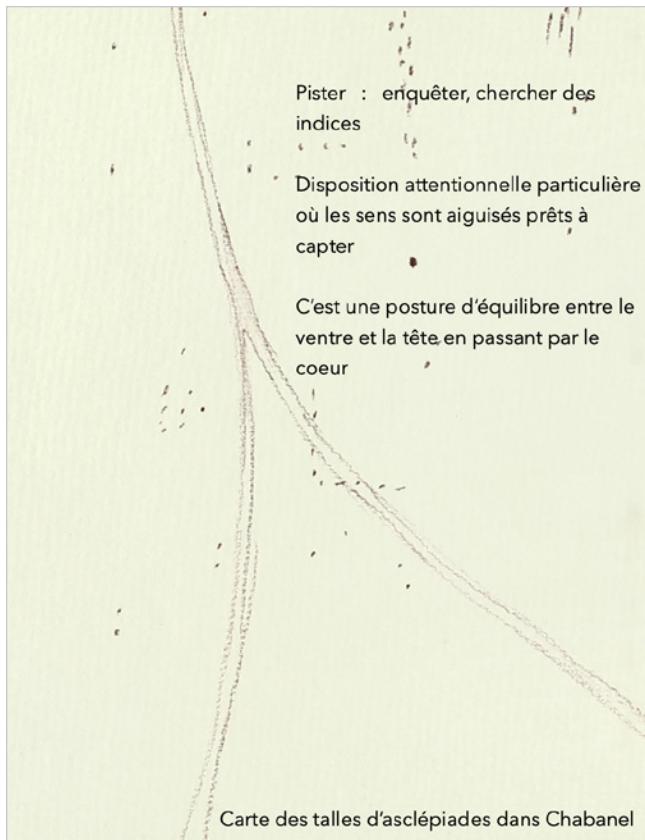 Pister : enquêter, chercher des
indices
Disposition attentionnelle particulière
où les sens sont aiguisés prêts à
capter
C'est une posture d'équilibre entre le
ventre et la tête en passant par le
coeur
Carte des talles d'asclépiades dans Chabanel